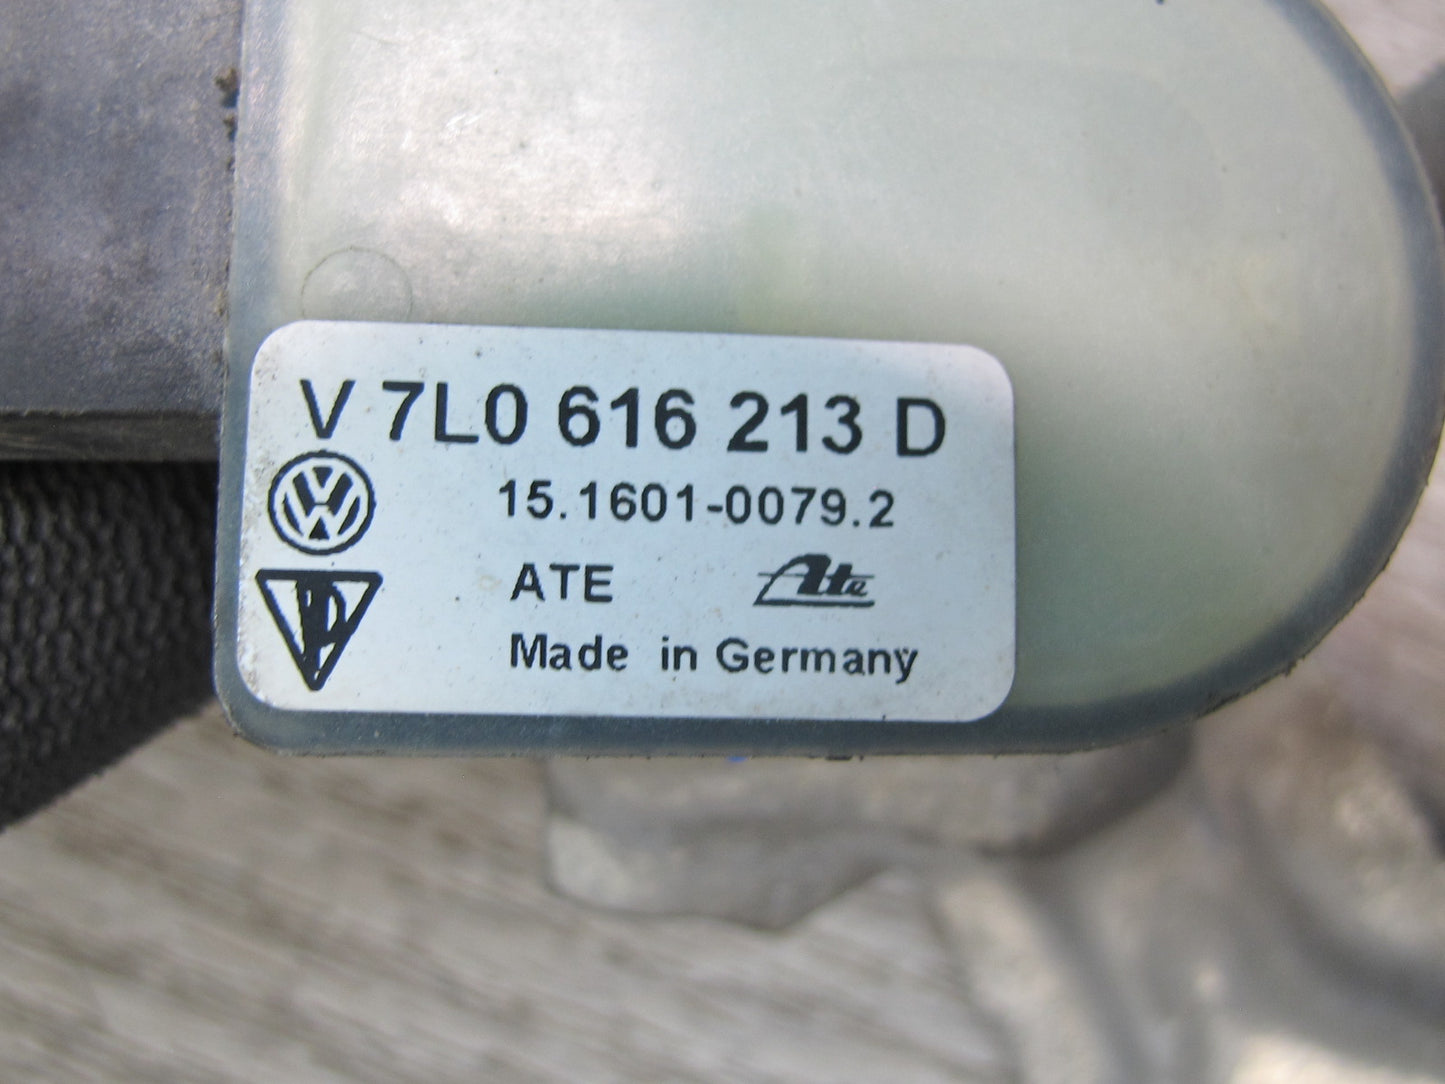 V 7L0 616 213 D
15.1601-0079.2
ATE Ate
Made in Germany